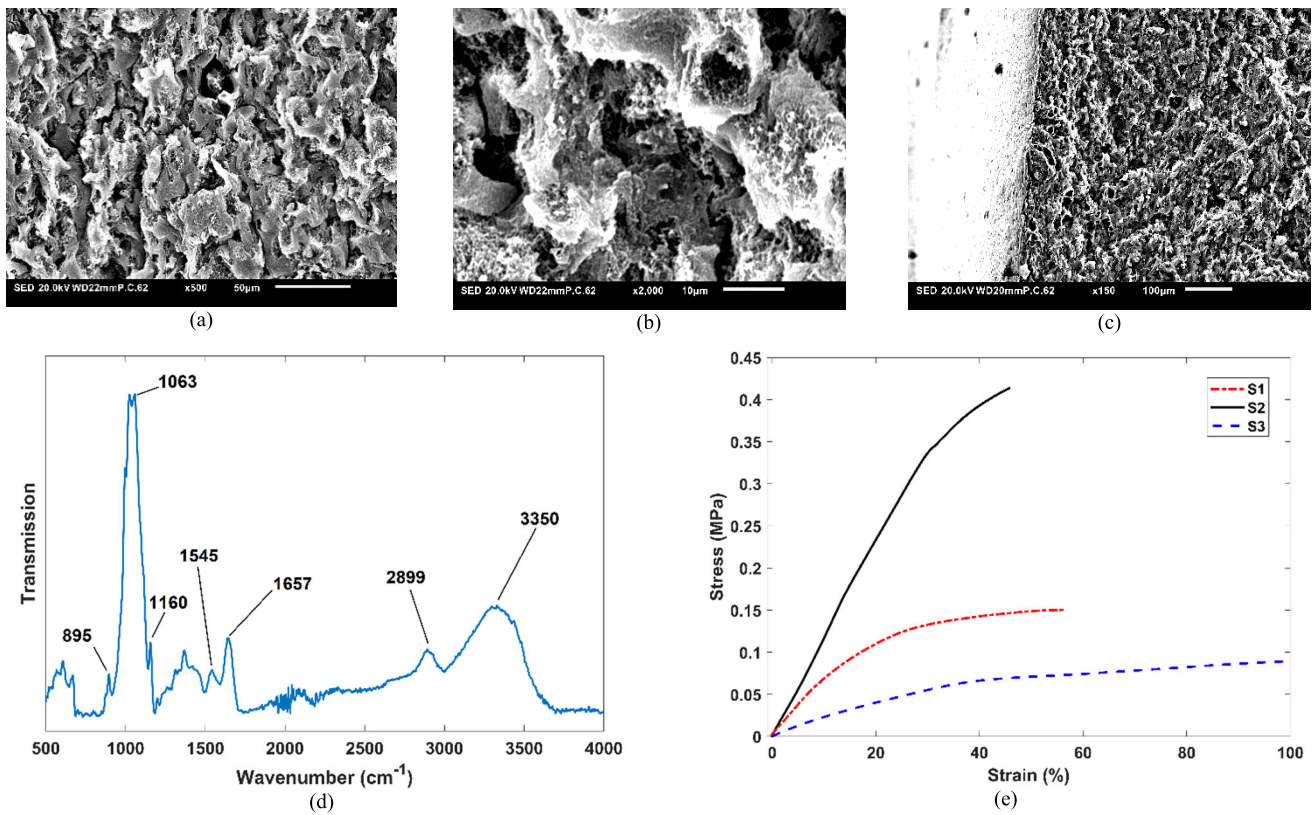 SED 20.0kV WD22mmP.C.62 x500 50µm
(a)
SED 20.0kV WD22mmP.C.62 x2,000 10µm
(b)
SED 20.0kV WD20mmP.C.62 x150 100µm
(c)
Transmission
1063
895
1160
1545
1657
2899
3350
500 1000 1500 2000 2500 3000 3500 4000
Wavenumber (cm⁻¹)
(d)
Stress (MPa)
0.45
0.4
0.35
0.3
0.25
0.2
0.15
0.1
0.05
0
S1
S2
S3
0 20 40 60 80 100
Strain (%)
(e)